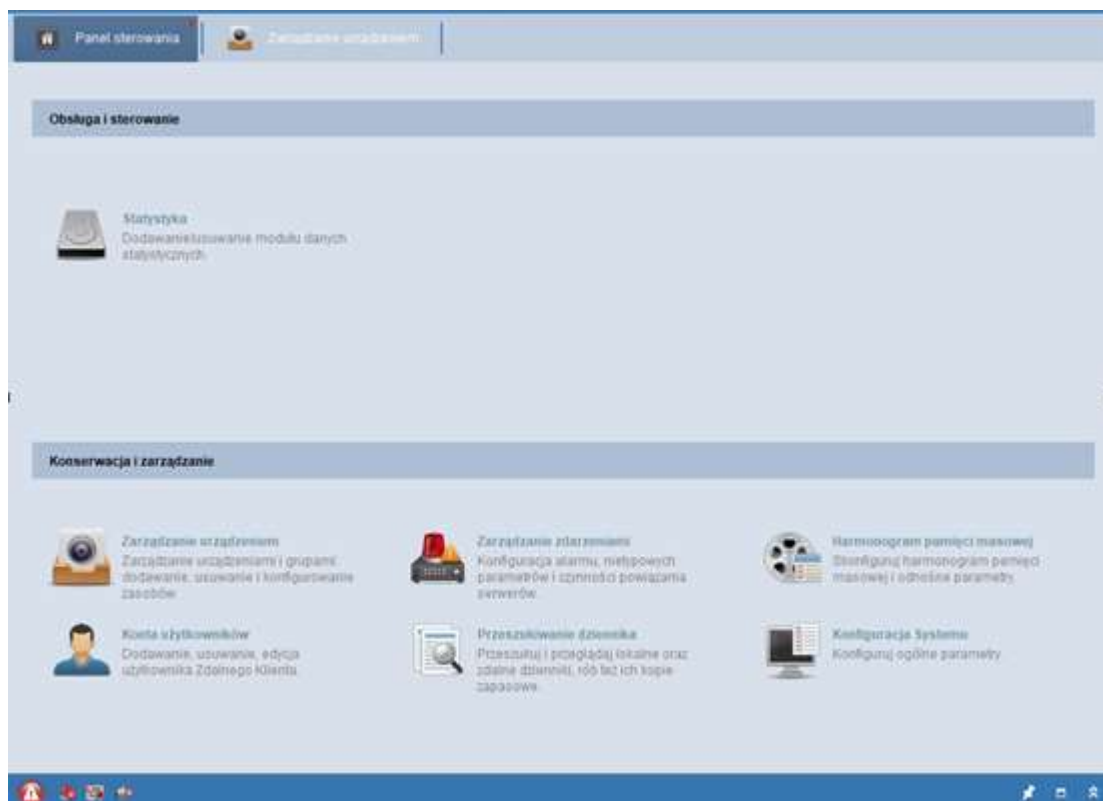 Panel sterowania
Zarządzanie urządzeniem
Obsługa i sterowanie
Statystyka
Dodawanie/usuwanie modułu danych
statystycznych.
Konserwacja i zarządzanie
Zarządzanie urządzeniem
Zarządzanie urządzeniami i grupami:
dodawanie, usuwanie i konfigurowanie
zasobów.
Zarządzanie zdarzeniami
Konfiguracja alarmu, nietypowych
parametrów i czynności powiązania
serwerów.
Harmonogram pamięci masowej
Skonfiguruj harmonogram pamięci
masowej i odnośne parametry.
Konta użytkowników
Dodawanie, usuwanie, edycja
użytkownika Zdalnego Klienta.
Przeszukiwanie dziennika
Przeszukuj i przeglądaj lokalne oraz
zdalne dzienniki, rób też ich kopie
zapasowe.
Konfiguracja Systemu
Konfiguruj ogólne parametry